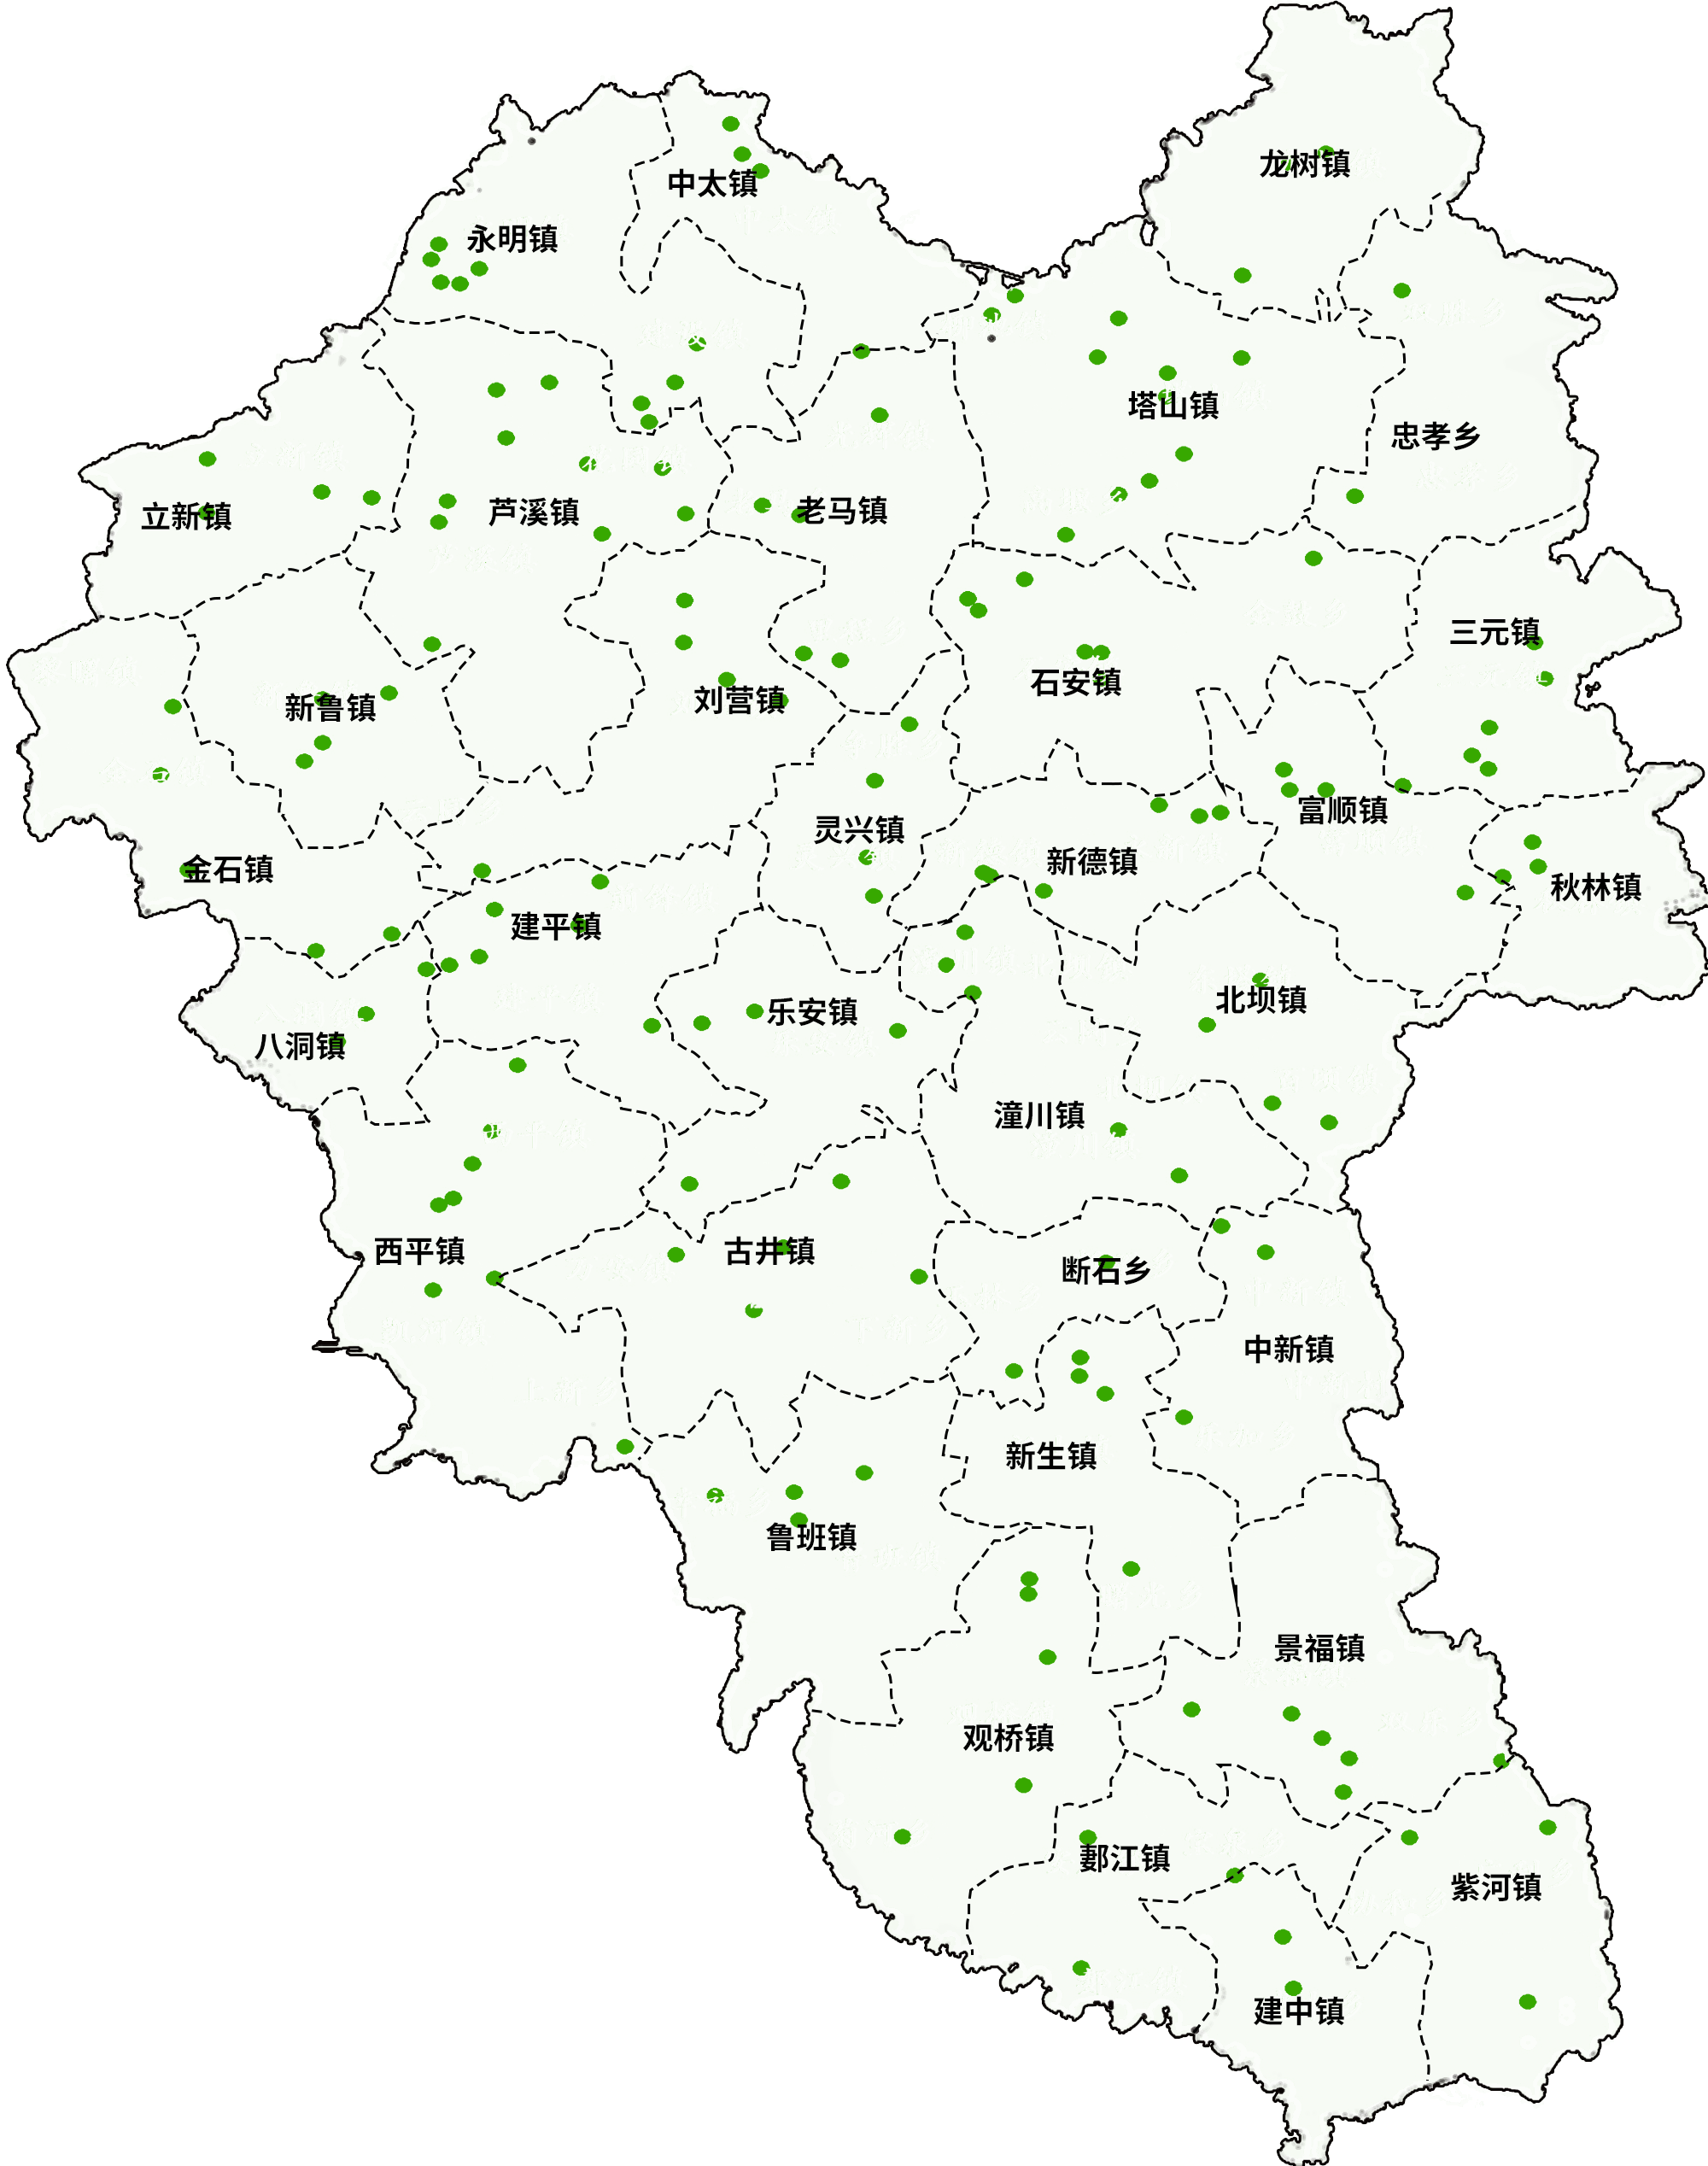 龙树镇
中太镇
永明镇
塔山镇
忠孝乡
立新镇
芦溪镇
老马镇
三元镇
石安镇
新鲁镇
刘营镇
富顺镇
灵兴镇
新德镇
金石镇
秋林镇
建平镇
北坝镇
乐安镇
八洞镇
潼川镇
西平镇
古井镇
断石乡
中新镇
新生镇
鲁班镇
景福镇
观桥镇
郪江镇
紫河镇
建中镇